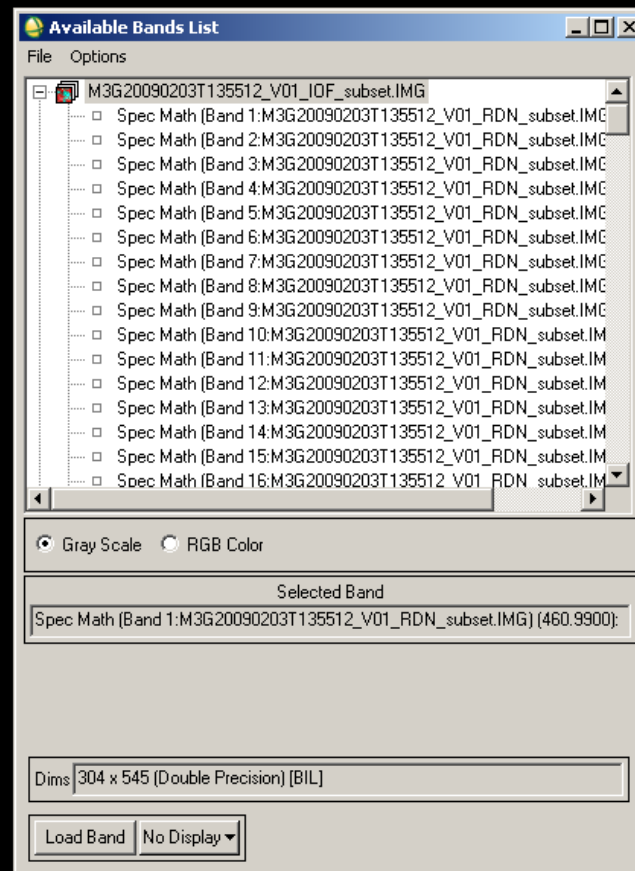 Available Bands List
File Options
M3G20090203T135512_V01_IOF_subset.IMG
Spec Math (Band 1:M3G20090203T135512_V01_RDN_subset.IMG
Spec Math (Band 2:M3G20090203T135512_V01_RDN_subset.IMG
Spec Math (Band 3:M3G20090203T135512_V01_RDN_subset.IMG
Spec Math (Band 4:M3G20090203T135512_V01_RDN_subset.IMG
Spec Math (Band 5:M3G20090203T135512_V01_RDN_subset.IMG
Spec Math (Band 6:M3G20090203T135512_V01_RDN_subset.IMG
Spec Math (Band 7:M3G20090203T135512_V01_RDN_subset.IMG
Spec Math (Band 8:M3G20090203T135512_V01_RDN_subset.IMG
Spec Math (Band 9:M3G20090203T135512_V01_RDN_subset.IMG
Spec Math (Band 10:M3G20090203T135512_V01_RDN_subset.IM
Spec Math (Band 11:M3G20090203T135512_V01_RDN_subset.IM
Spec Math (Band 12:M3G20090203T135512_V01_RDN_subset.IM
Spec Math (Band 13:M3G20090203T135512_V01_RDN_subset.IM
Spec Math (Band 14:M3G20090203T135512_V01_RDN_subset.IM
Spec Math (Band 15:M3G20090203T135512_V01_RDN_subset.IM
Spec Math (Band 16:M3G20090203T135512_V01_RDN_subset.IM
Gray Scale RGB Color
Selected Band
Spec Math (Band 1:M3G20090203T135512_V01_RDN_subset.IMG) (460.9900):
Dims 304 x 545 (Double Precision) [BIL]
Load Band No Display